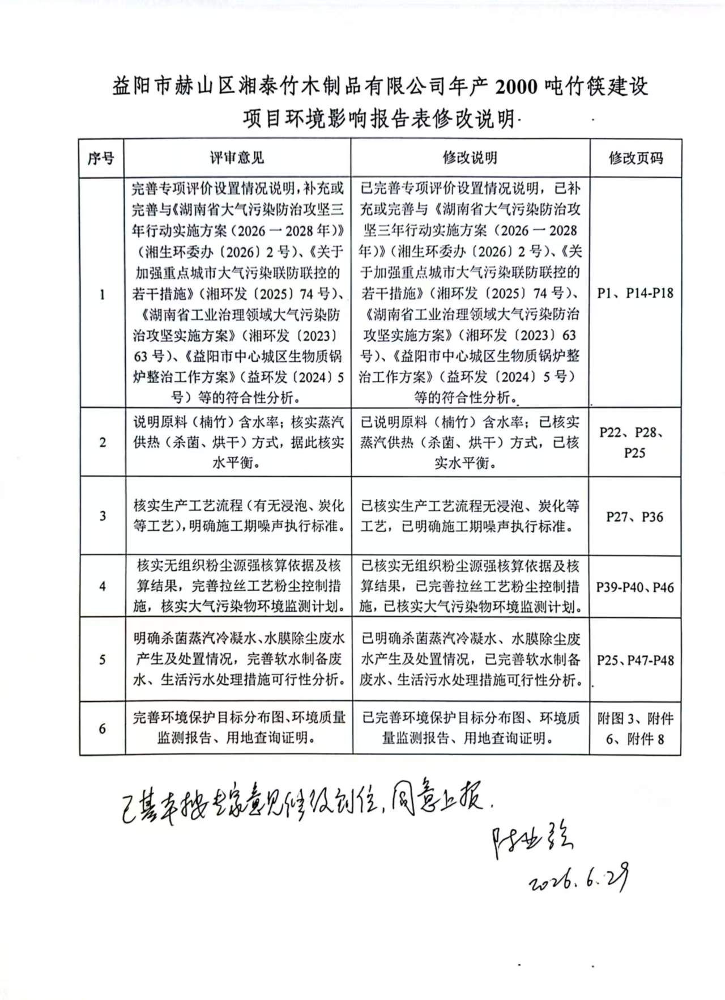 益阳市赫山区湘泰竹木制品有限公司年产 2000 吨竹筷建设
项目环境影响报告表修改说明
序号
评审意见
修改说明
修改页码
1
完善专项评价设置情况说明,补充或
完善与《湖南省大气污染防治攻坚三
年行动实施方案（2026－2028 年）》
（湘生环委办〔2026〕2 号）、《关于
加强重点城市大气污染联防联控的
若干措施》（湘环发〔2025〕74 号）、
《湖南省工业治理领域大气污染防
治攻坚实施方案》（湘环发〔2023〕
63 号）、《益阳市中心城区生物质锅
炉整治工作方案》（益环发〔2024〕5
号）等的符合性分析。
已完善专项评价设置情况说明，已补
充或完善与《湖南省大气污染防治攻
坚三年行动实施方案（2026－2028
年）》（湘生环委办〔2026〕2 号）、《关
于加强重点城市大气污染联防联控的
若干措施》（湘环发〔2025〕74 号）、
《湖南省工业治理领域大气污染防治
攻坚实施方案》（湘环发〔2023〕63
号）、《益阳市中心城区生物质锅炉整
治工作方案》（益环发〔2024〕5 号）
等的符合性分析。
P1、P14-P18
2
说明原料（楠竹）含水率；核实蒸汽
供热（杀菌、烘干）方式，据此核实
水平衡。
已说明原料（楠竹）含水率；已核实
蒸汽供热（杀菌、烘干）方式，已核
实水平衡。
P22、P28、
P25
3
核实生产工艺流程（有无浸泡、炭化
等工艺），明确施工期噪声执行标准。
已核实生产工艺流程无浸泡、炭化等
工艺，已明确施工期噪声执行标准。
P27、P36
4
核实无组织粉尘源强核算依据及核
算结果，完善拉丝工艺粉尘控制措
施，核实大气污染物环境监测计划。
已核实无组织粉尘源强核算依据及核
算结果，已完善拉丝工艺粉尘控制措
施，已核实大气污染物环境监测计划。
P39-P40、P46
5
明确杀菌蒸汽冷凝水、水膜除尘废水
产生及处置情况，完善软水制备废
水、生活污水处理措施可行性分析。
已明确杀菌蒸汽冷凝水、水膜除尘废
水产生及处置情况，已完善软水制备
废水、生活污水处理措施可行性分析。
P25、P47-P48
6
完善环境保护目标分布图、环境质量
监测报告、用地查询证明。
已完善环境保护目标分布图、环境质
量监测报告、用地查询证明。
附图 3、附件
6、附件 8
已基本按专家意见修改到位，同意上报.
2026.6.29